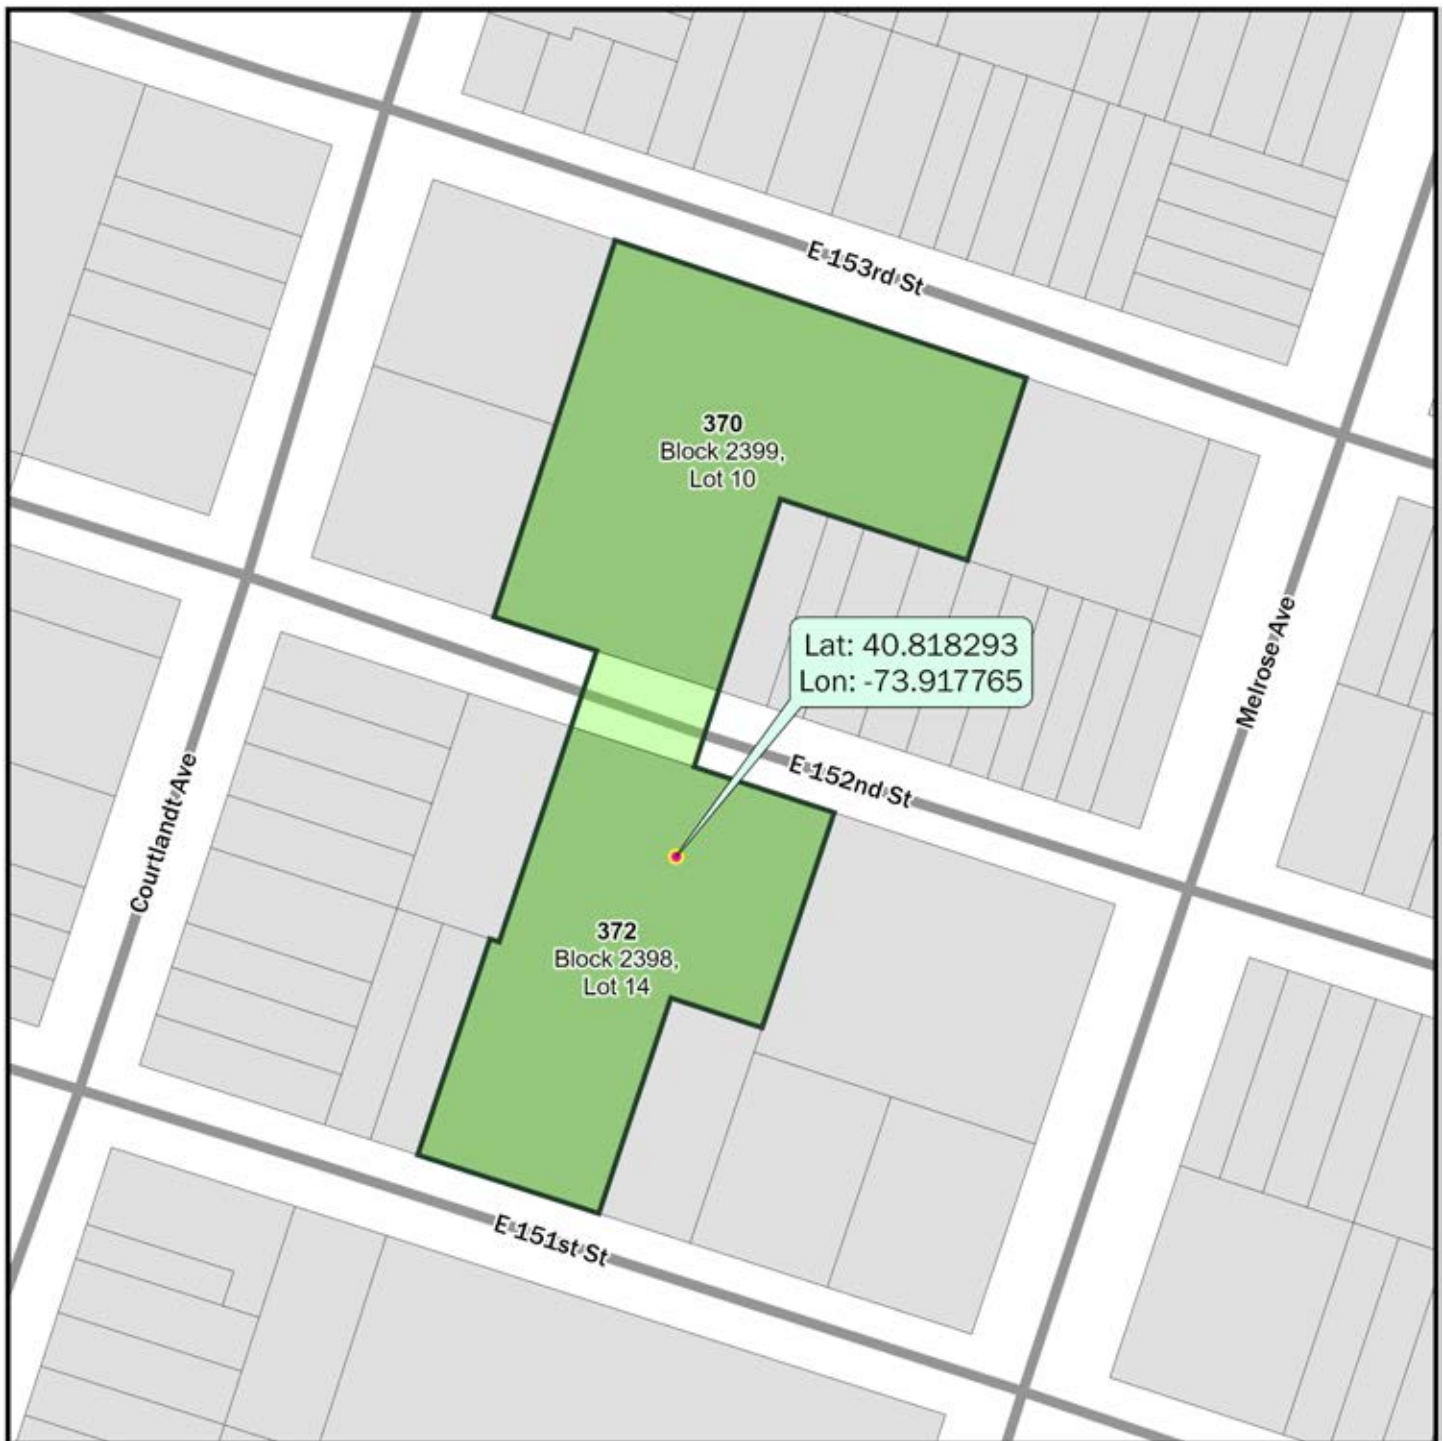 E 153rd St
370
Block 2399,
Lot 10
Lat: 40.818293
Lon: -73.917765
Melrose Ave
E 152nd St
Courtlandt Ave
372
Block 2398,
Lot 14
E 151st St